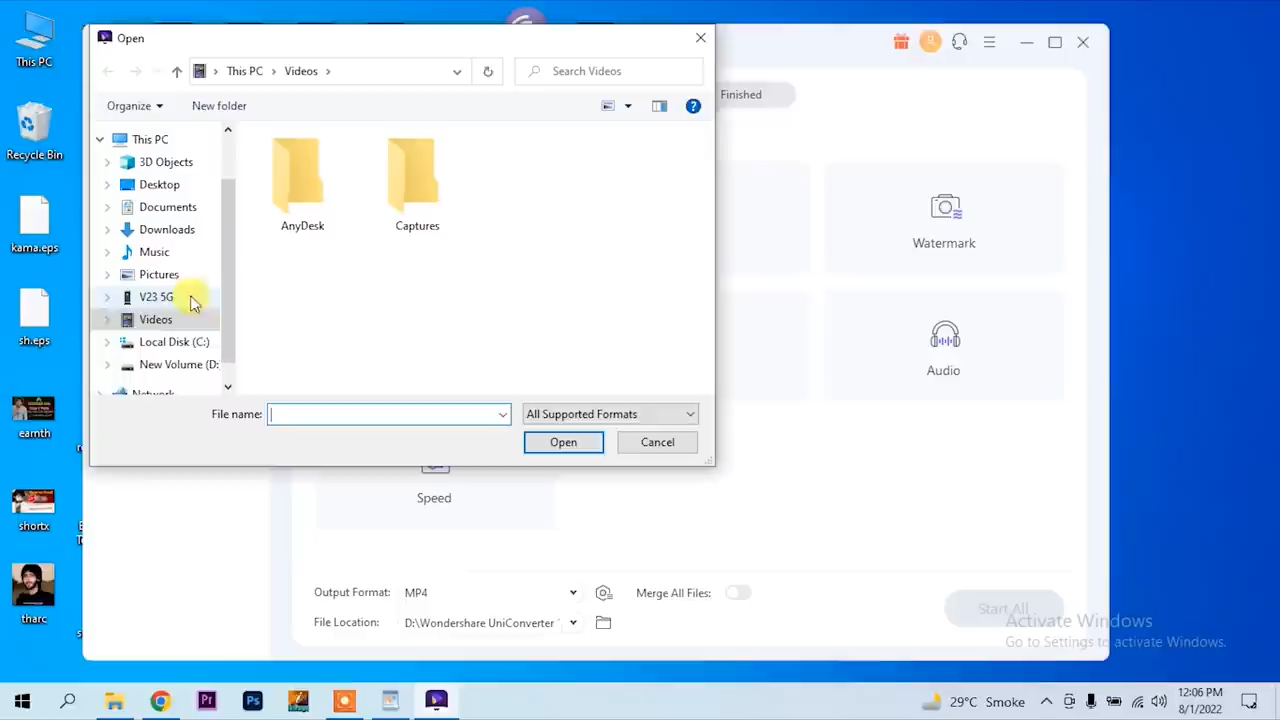 This PC
Recycle Bin
kama.eps
sh.eps
earnth
shortx
tharc
Open
This PC
Videos
Search Videos
Organize
New folder
This PC
3D Objects
Desktop
Documents
Downloads
Music
Pictures
V23 5G
Videos
Local Disk (C:)
New Volume (D:
Network
AnyDesk
Captures
File name:
All Supported Formats
Open
Cancel
Finished
Watermark
Audio
Speed
Output Format:
MP4
Merge All Files:
File Location:
D:\Wondershare UniConverter
Start All
Activate Windows
Go to Settings to activate Windows.
Pr
Ps
29°C Smoke
12:06 PM
8/1/2022